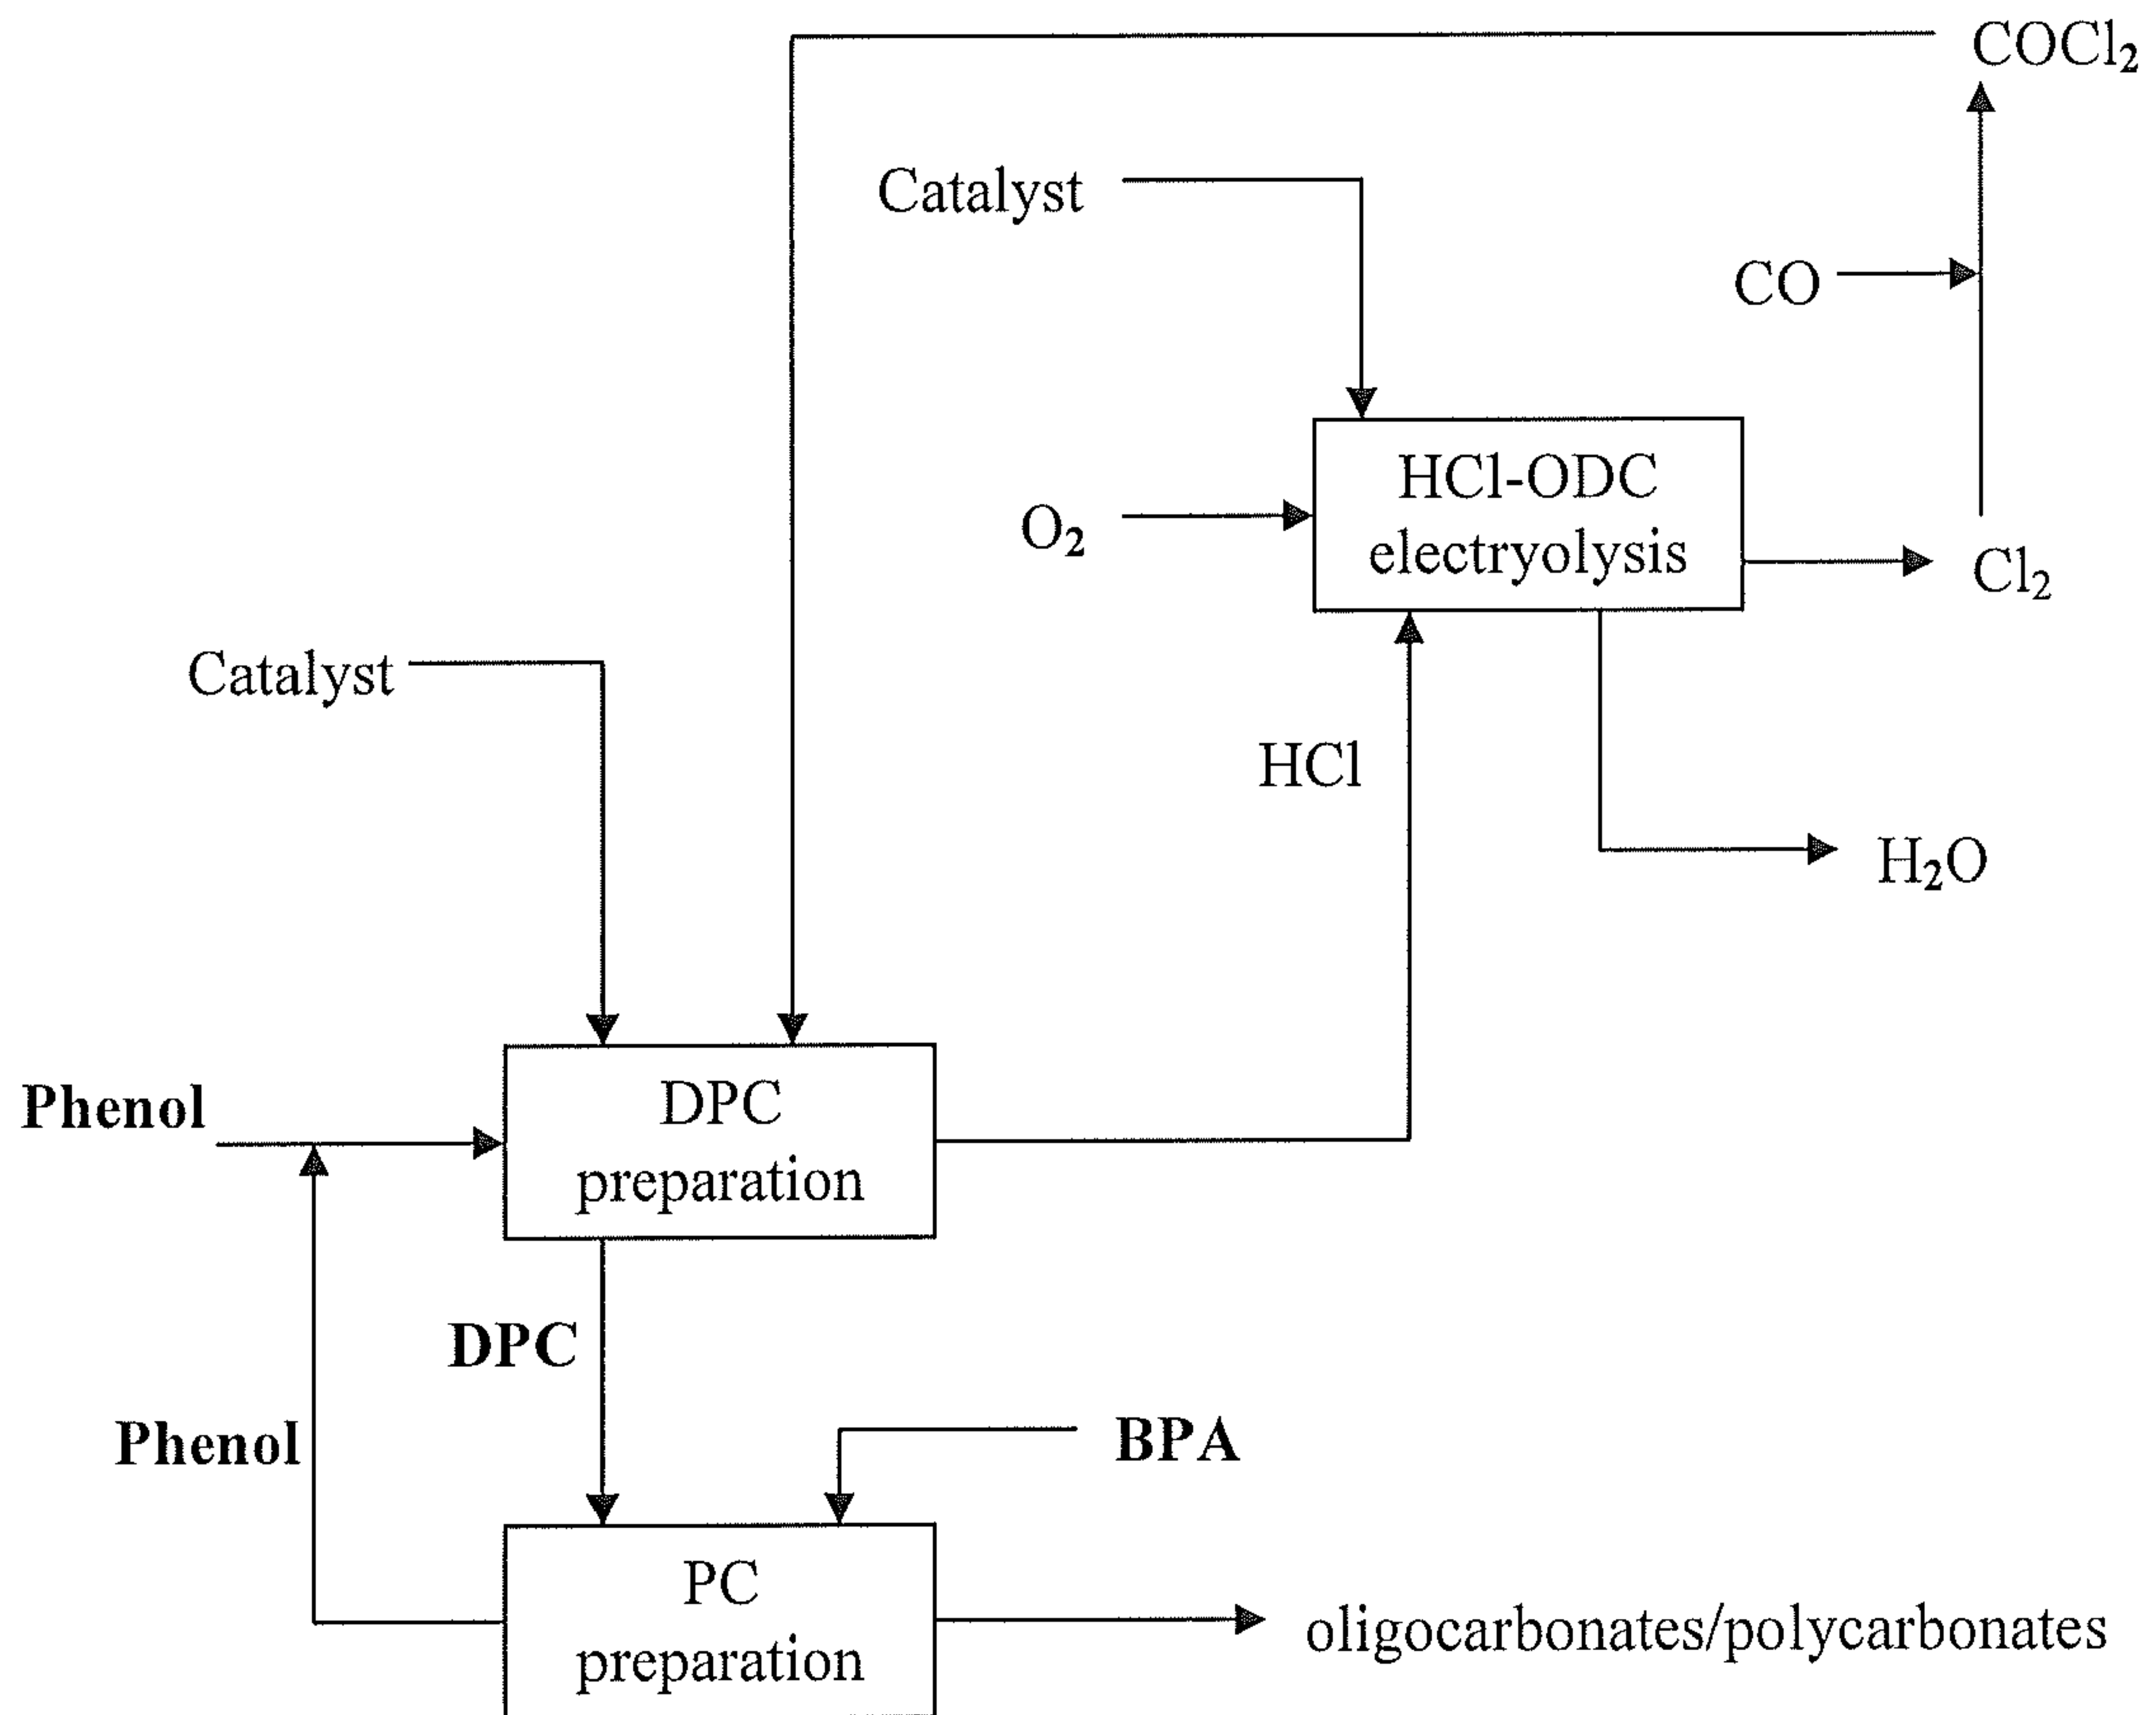 COCl₂
Catalyst
CO
HCl-ODC
electryolysis
O₂
Cl₂
Catalyst
HCl
H₂O
Phenol
DPC
preparation
DPC
Phenol
BPA
PC
preparation
oligocarbonates/polycarbonates